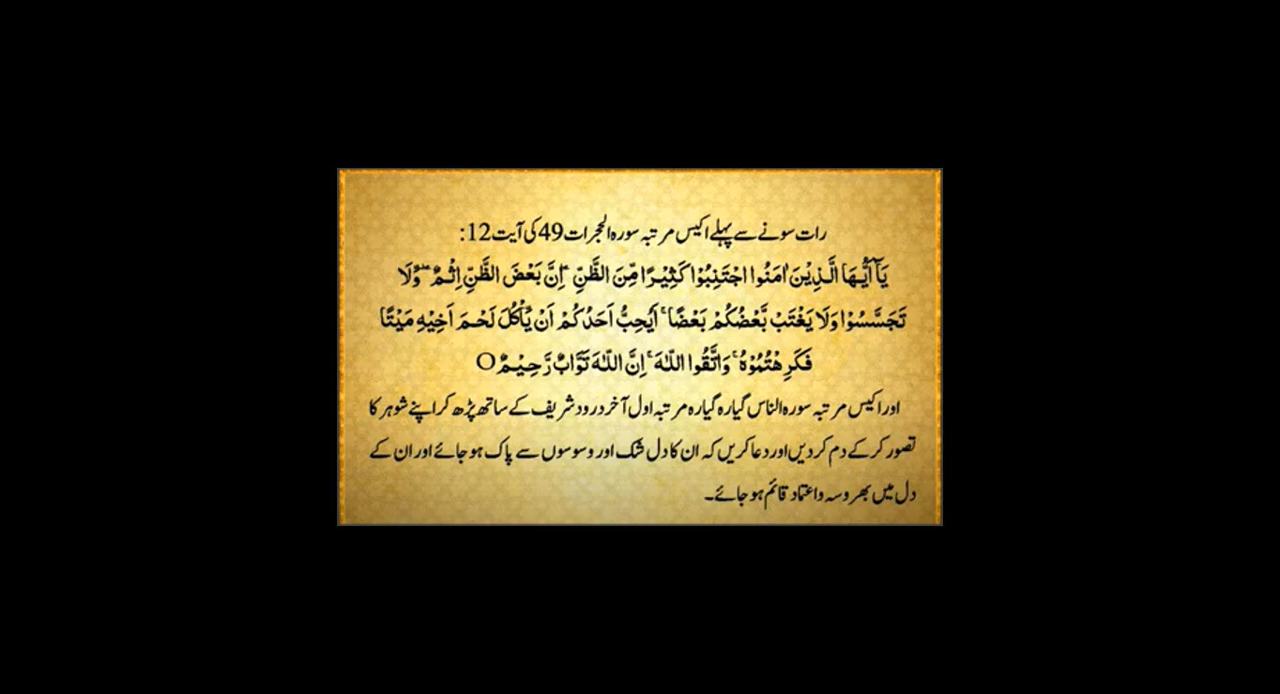 رات سونے سے پہلے اکیس مرتبہ سورہ الحجرات 49 کی آیت 12:
يَآ اَيُّهَا الَّذِيْنَ اٰمَنُوا اجْتَنِبُوْا كَثِيْرًا مِّنَ الظَّنِّ ۖ اِنَّ بَعْضَ الظَّنِّ اِثْمٌ ۖ وَّلَا
تَجَسَّسُوْا وَلَا يَغْتَبْ بَّعْضُكُمْ بَعْضًا ۚ اَيُحِبُّ اَحَدُكُمْ اَنْ يَّاْكُلَ لَحْمَ اَخِيْهِ مَيْتًا
فَكَرِهْتُمُوْهُ ۚ وَاتَّقُوا اللّٰهَ ۚ اِنَّ اللّٰهَ تَوَّابٌ رَّحِيْمٌ O
اور اکیس مرتبہ سورہ الناس گیارہ گیارہ مرتبہ اول آخر درود شریف کے ساتھ پڑھ کر اپنے شوہر کا
تصور کر کے دم کر دیں اور دعا کریں کہ ان کا دل شک اور وسوسوں سے پاک ہو جائے اور ان کے
دل میں بھروسہ و اعتماد قائم ہو جائے۔